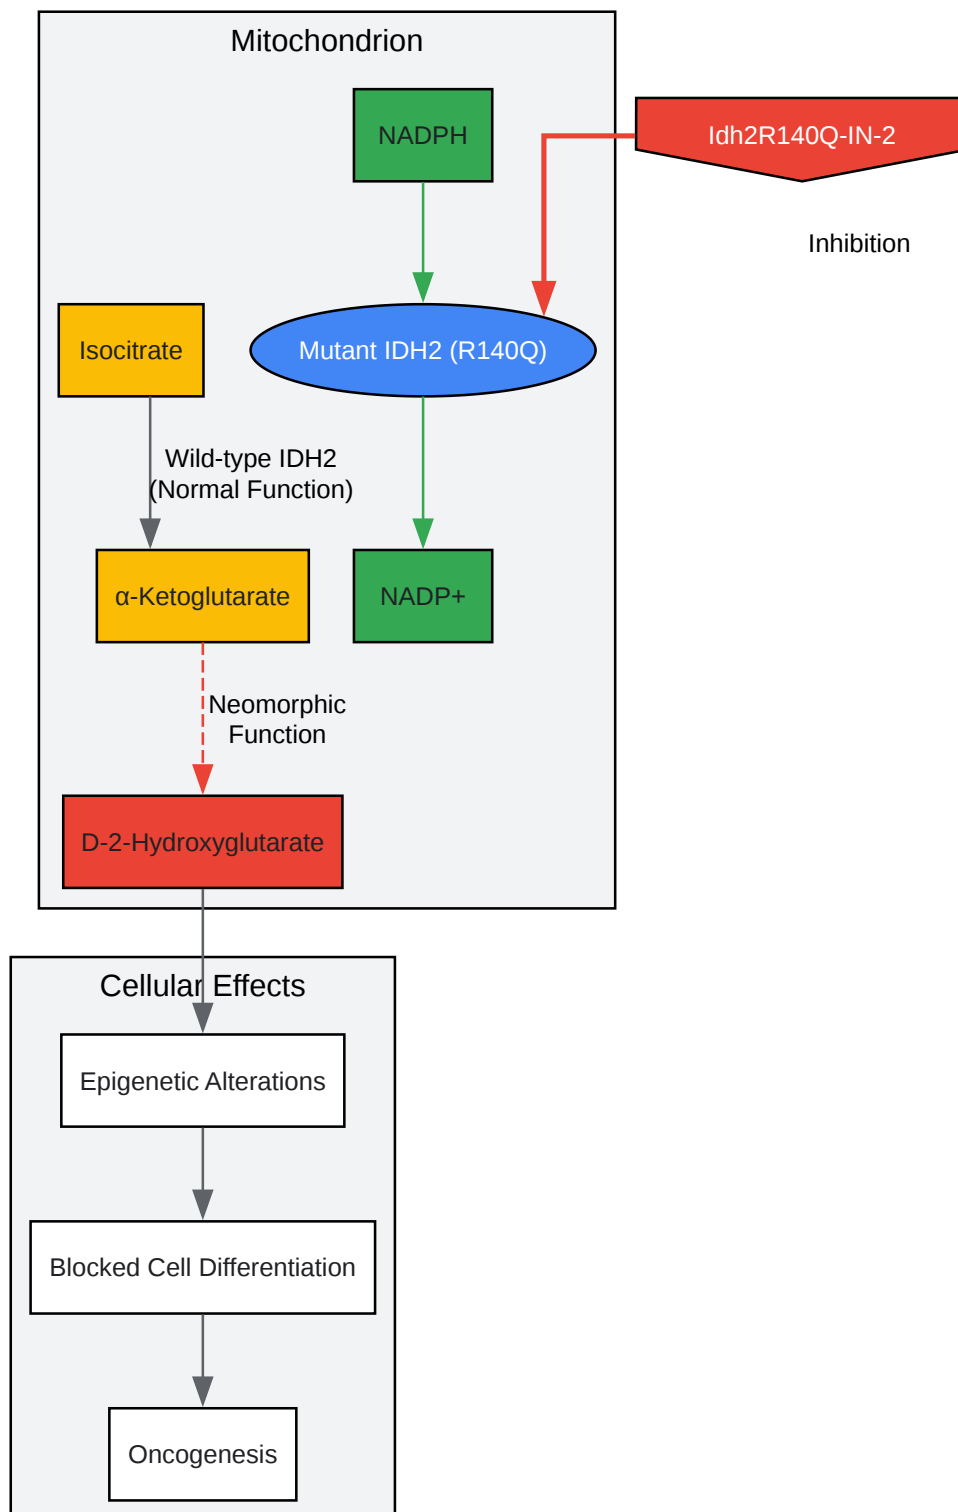 Mitochondrion
NADPH
Idh2R140Q-IN-2
Inhibition
Isocitrate
Mutant IDH2 (R140Q)
Wild-type IDH2
(Normal Function)
α-Ketoglutarate
NADP+
Neomorphic
Function
D-2-Hydroxyglutarate
Cellular Effects
Epigenetic Alterations
Blocked Cell Differentiation
Oncogenesis